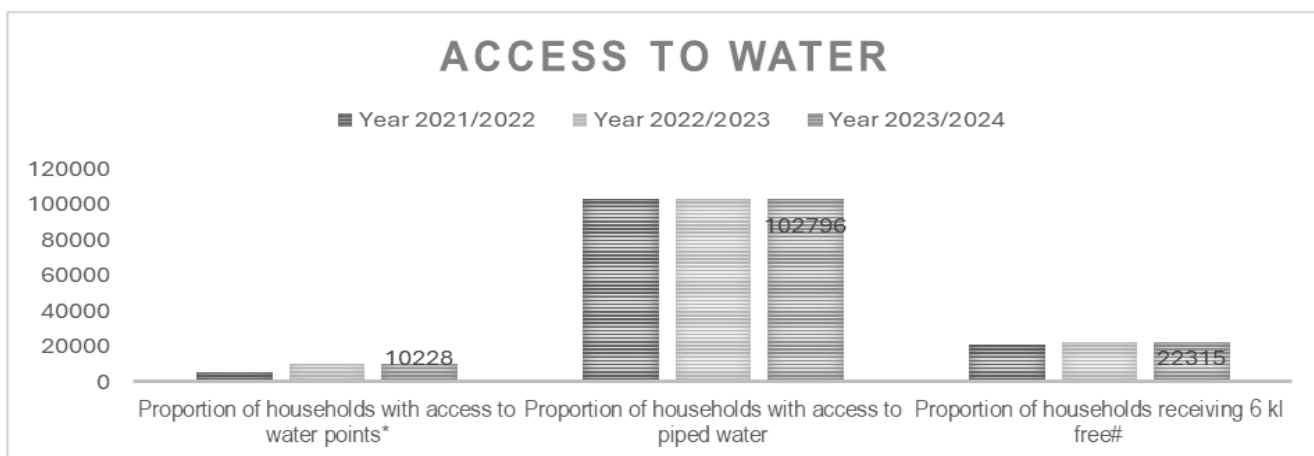 ACCESS TO WATER
Year 2021/2022 Year 2022/2023 Year 2023/2024
120000
100000
80000
60000
40000
20000
0
102796
10228
22315
Proportion of households with access to water points*
Proportion of households with access to piped water
Proportion of households receiving 6 kl free#